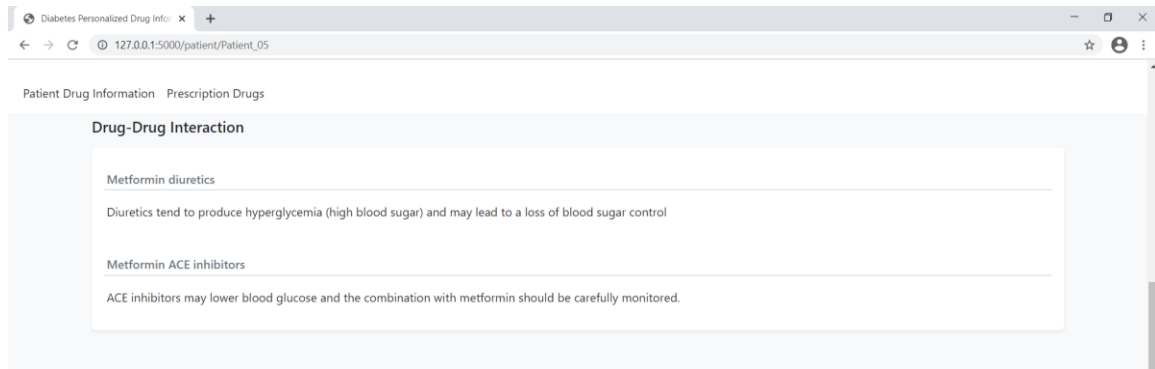 Diabetes Personalized Drug Infor
127.0.0.1:5000/patient/Patient_05
Patient Drug Information Prescription Drugs
Drug-Drug Interaction
Metformin diuretics
Diuretics tend to produce hyperglycemia (high blood sugar) and may lead to a loss of blood sugar control
Metformin ACE inhibitors
ACE inhibitors may lower blood glucose and the combination with metformin should be carefully monitored.